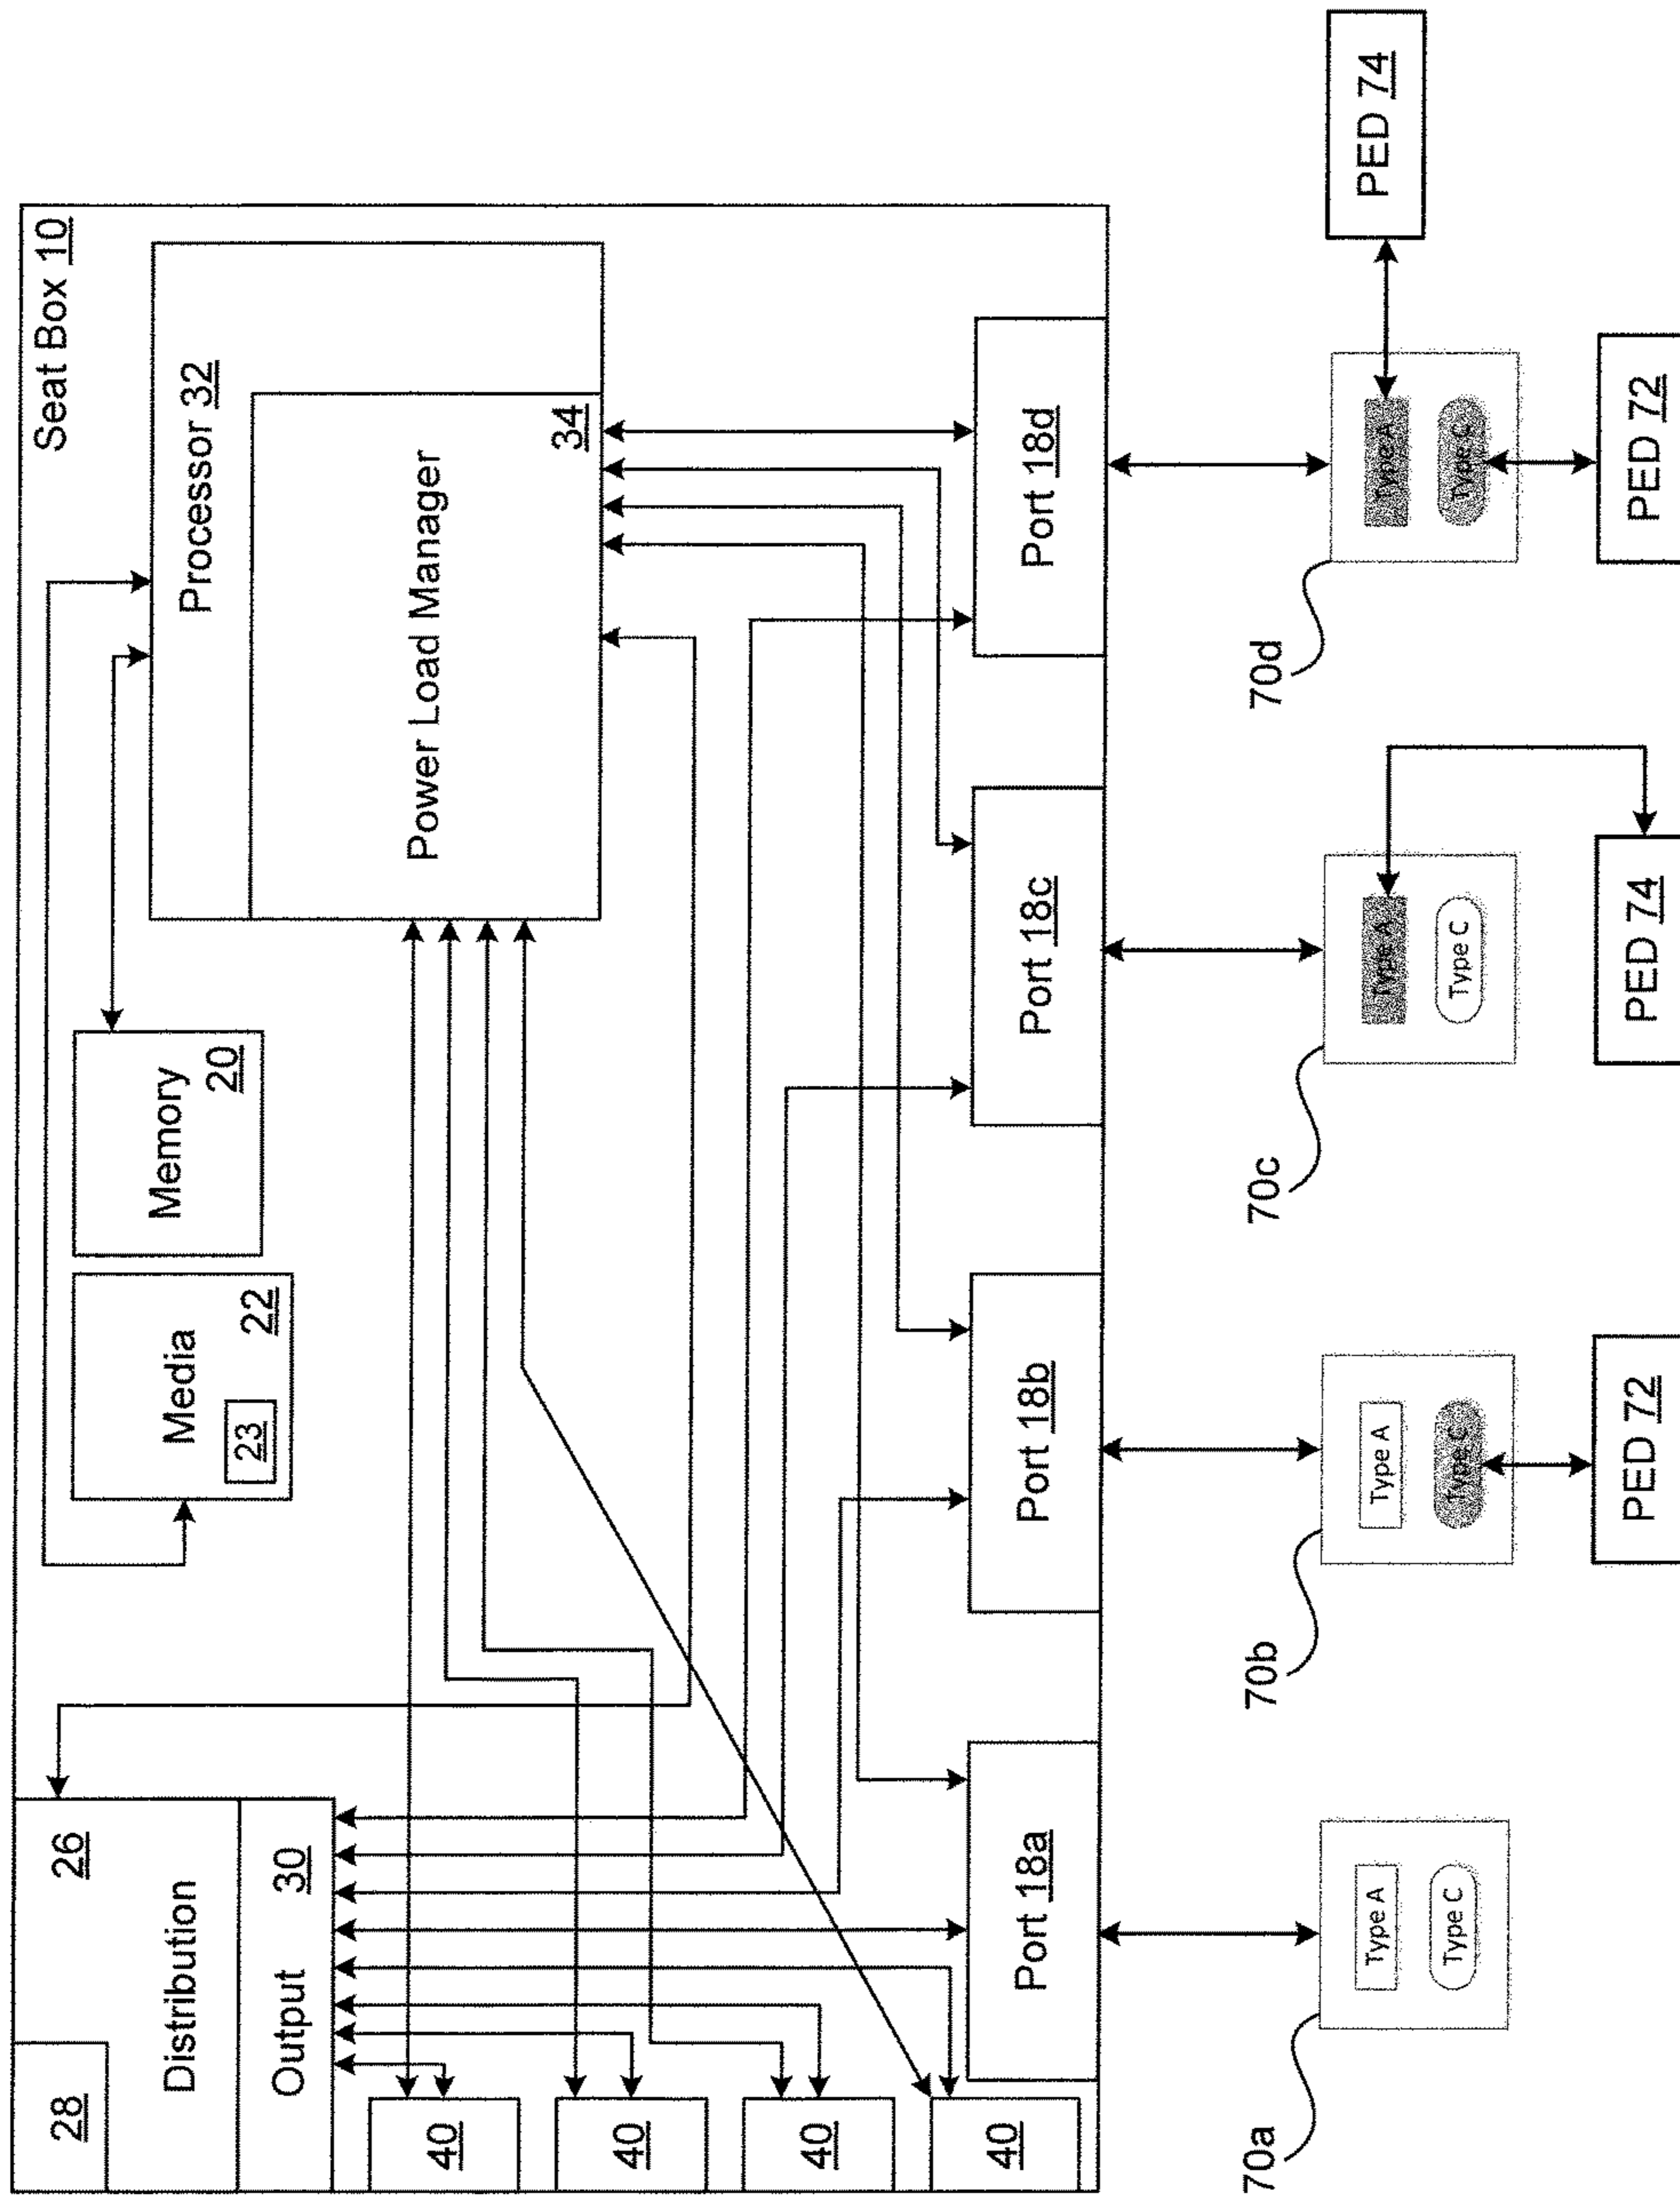 Seat Box 10
Processor 32
Power Load Manager
34
Memory
20
Media
22
23
26
Distribution
28
Output 30
40
40
40
40
Port 18a
Port 18b
Port 18c
Port 18d
70a
Type A
Type C
70b
Type A
Type C
PED 72
70c
Type A
Type C
PED 74
70d
Type A
Type C
PED 72
PED 74